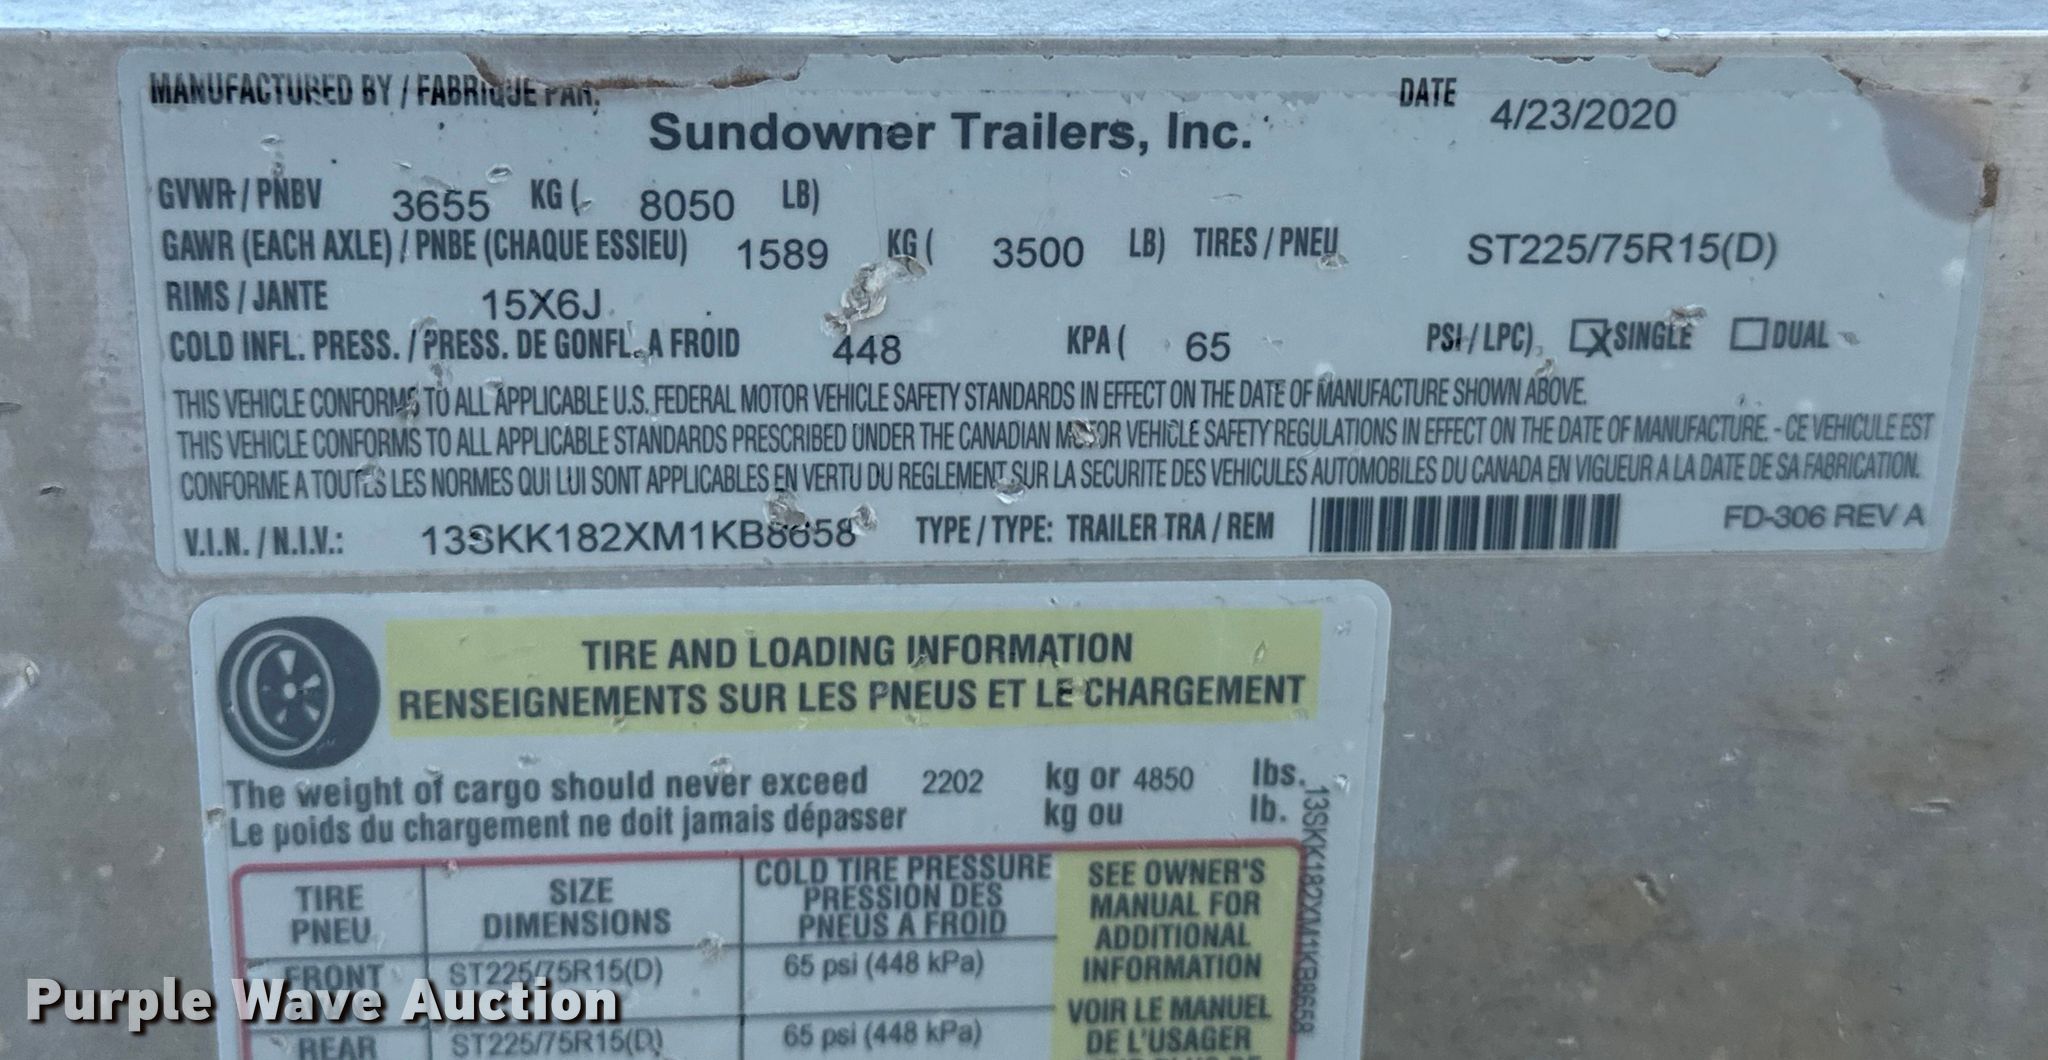 MANUFACTURED BY / FABRIQUE PAR: Sundowner Trailers, Inc. DATE 4/23/2020
GVWR / PNBV 3655 KG ( 8050 LB)
GAWR (EACH AXLE) / PNBE (CHAQUE ESSIEU) 1589 KG ( 3500 LB) TIRES / PNEU ST225/75R15(D)
RIMS / JANTE 15X6J
COLD INFL. PRESS. / PRESS. DE GONFL. A FROID 448 KPA ( 65 PSI / LPC) X SINGLE DUAL
THIS VEHICLE CONFORMS TO ALL APPLICABLE U.S. FEDERAL MOTOR VEHICLE SAFETY STANDARDS IN EFFECT ON THE DATE OF MANUFACTURE SHOWN ABOVE.
THIS VEHICLE CONFORMS TO ALL APPLICABLE STANDARDS PRESCRIBED UNDER THE CANADIAN MOTOR VEHICLE SAFETY REGULATIONS IN EFFECT ON THE DATE OF MANUFACTURE. - CE VEHICULE EST
CONFORME A TOUTES LES NORMES QUI LUI SONT APPLICABLES EN VERTU DU REGLEMENT SUR LA SECURITE DES VEHICULES AUTOMOBILES DU CANADA EN VIGUEUR A LA DATE DE SA FABRICATION.
V.I.N. / N.I.V.: 13SKK182XM1KB8658 TYPE / TYPE: TRAILER TRA / REM FD-306 REV A
TIRE AND LOADING INFORMATION
RENSEIGNEMENTS SUR LES PNEUS ET LE CHARGEMENT
The weight of cargo should never exceed 2202 kg or 4850 lbs.
Le poids du chargement ne doit jamais dépasser kg ou lb.
13SKK182XM1KB8658
TIRE
PNEU
SIZE
DIMENSIONS
COLD TIRE PRESSURE
PRESSION DES
PNEUS A FROID
SEE OWNER'S
MANUAL FOR
ADDITIONAL
INFORMATION
VOIR LE MANUEL
DE L'USAGER
FRONT ST225/75R15(D) 65 psi (448 kPa)
REAR ST225/75R15(D) 65 psi (448 kPa)
Purple Wave Auction